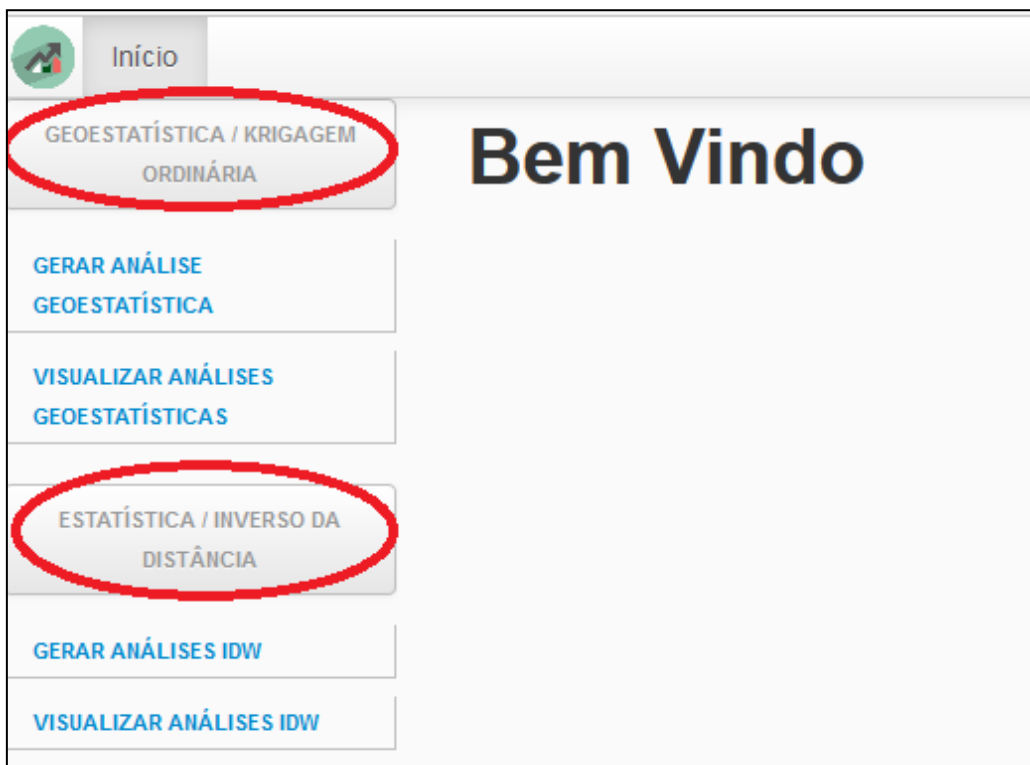 Início
GEOESTATÍSTICA / KRIGAGEM
ORDINÁRIA
Bem Vindo
GERAR ANÁLISE
GEOESTATÍSTICA
VISUALIZAR ANÁLISES
GEOESTATÍSTICAS
ESTATÍSTICA / INVERSO DA
DISTÂNCIA
GERAR ANÁLISES IDW
VISUALIZAR ANÁLISES IDW